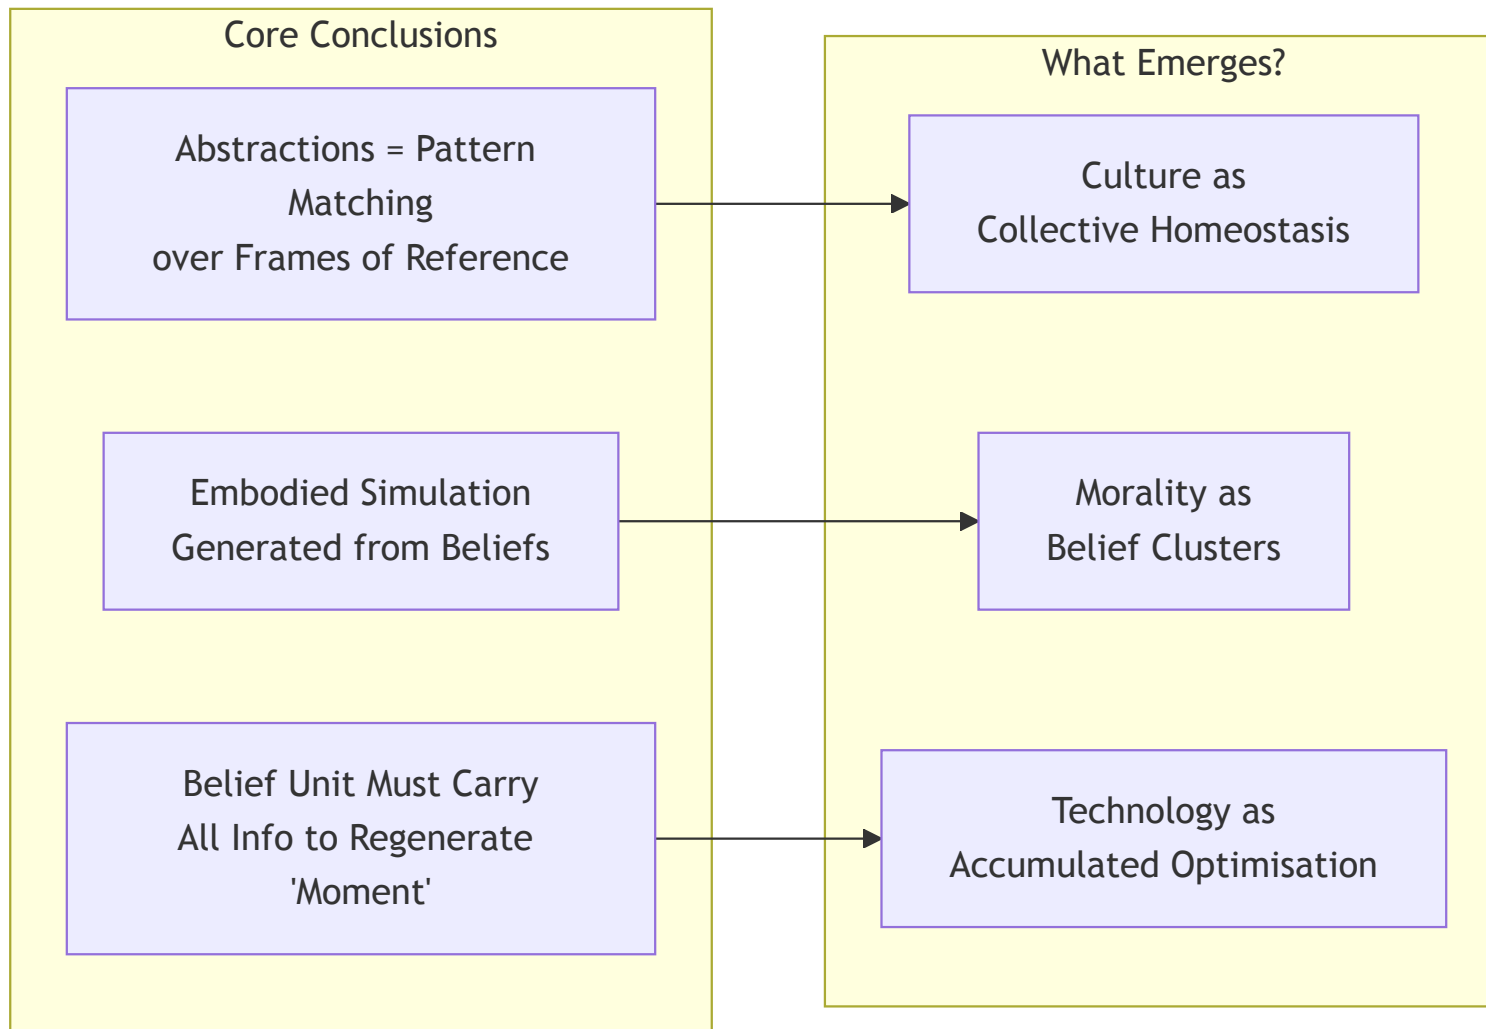 Core Conclusions
Abstractions = Pattern
Matching
over Frames of Reference
Embodied Simulation
Generated from Beliefs
Belief Unit Must Carry
All Info to Regenerate
'Moment'
What Emerges?
Culture as
Collective Homeostasis
Morality as
Belief Clusters
Technology as
Accumulated Optimisation